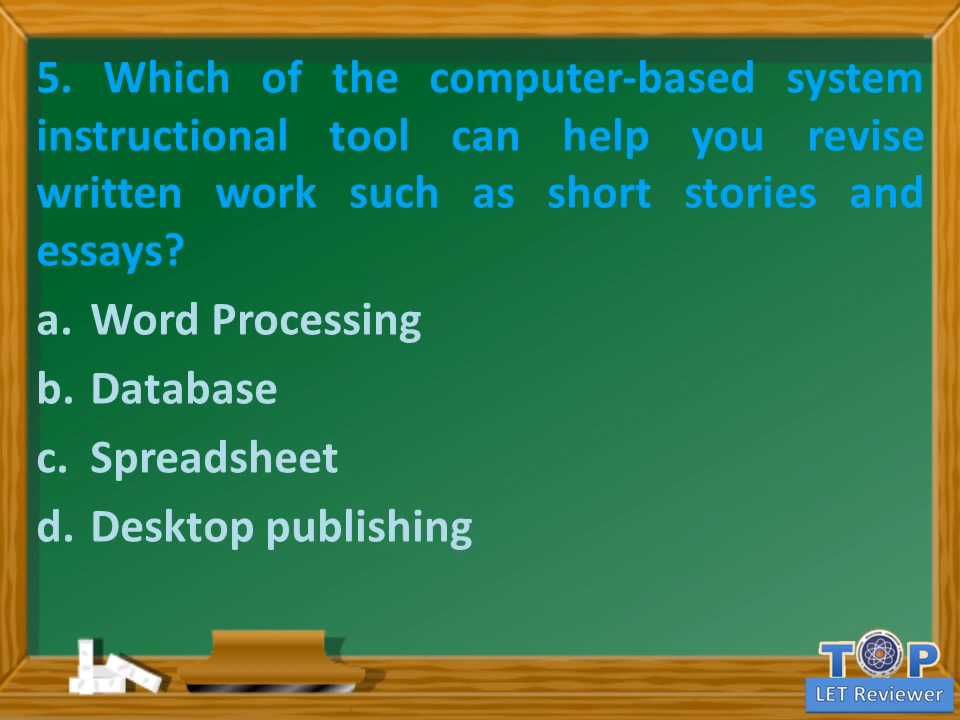 5. Which of the computer-based system
instructional tool can help you revise
written work such as short stories and
essays?
a. Word Processing
b. Database
c. Spreadsheet
d. Desktop publishing
TOP
LET Reviewer